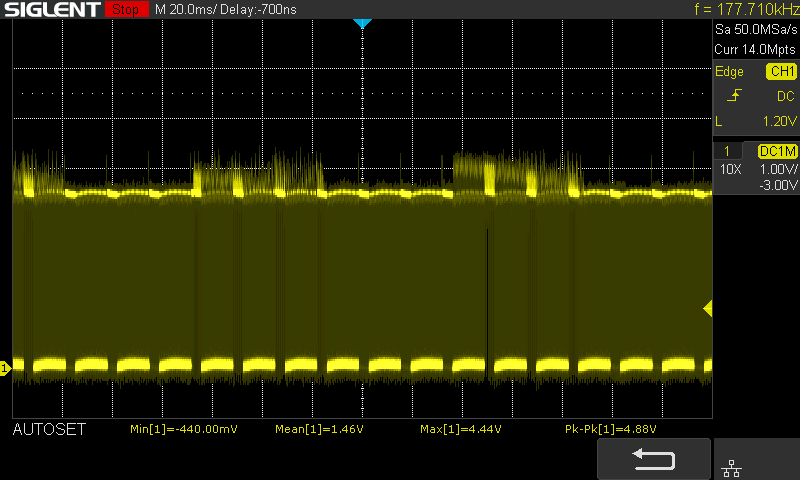 SIGLENT Stop M 20.0ms/ Delay:-700ns f = 177.710kHz
Sa 50.0MSa/s
Curr 14.0Mpts
Edge CH1
DC
L 1.20V
1 DC1M
10X 1.00V/
-3.00V
1
AUTOSET Min[1]=-440.00mV Mean[1]=1.46V Max[1]=4.44V Pk-Pk[1]=4.88V